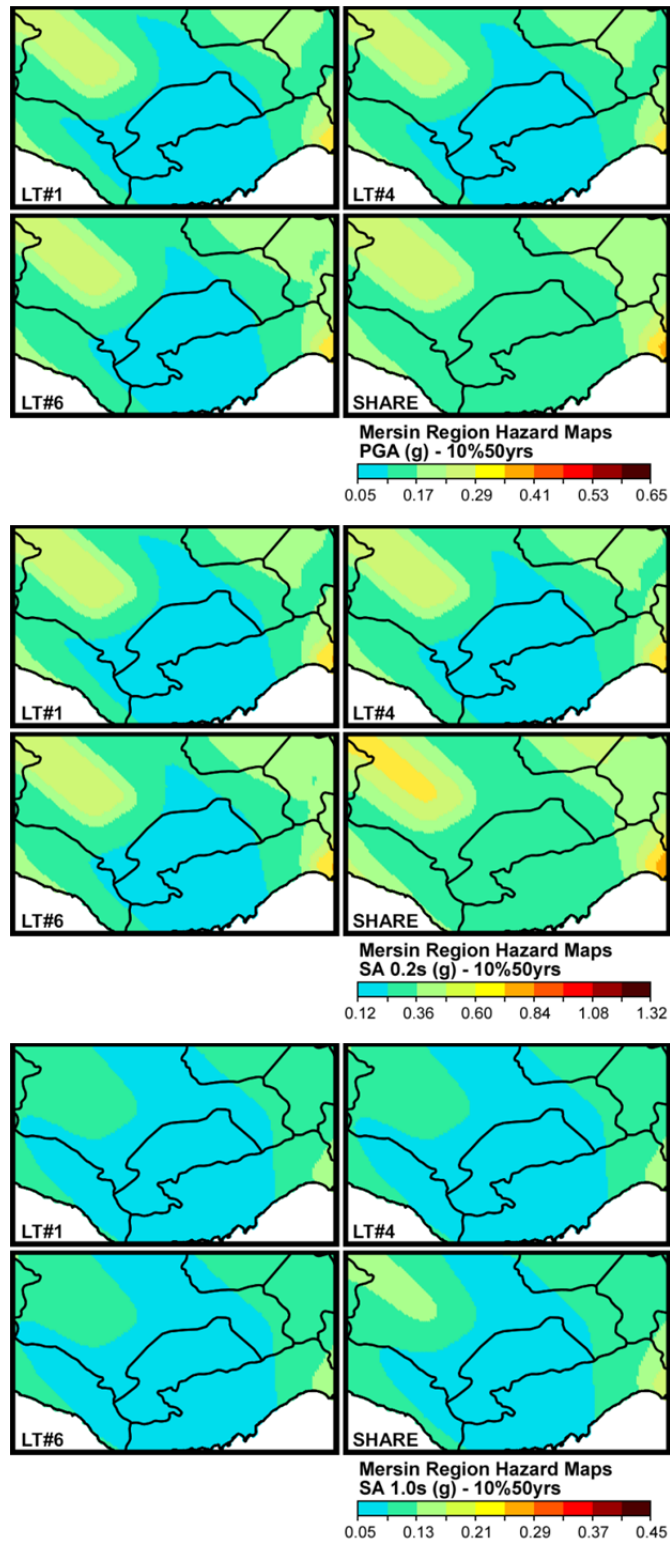 LT#1
LT#4
LT#6
SHARE
Mersin Region Hazard Maps
PGA (g) - 10%50yrs
0.05 0.17 0.29 0.41 0.53 0.65
LT#1
LT#4
LT#6
SHARE
Mersin Region Hazard Maps
SA 0.2s (g) - 10%50yrs
0.12 0.36 0.60 0.84 1.08 1.32
LT#1
LT#4
LT#6
SHARE
Mersin Region Hazard Maps
SA 1.0s (g) - 10%50yrs
0.05 0.13 0.21 0.29 0.37 0.45